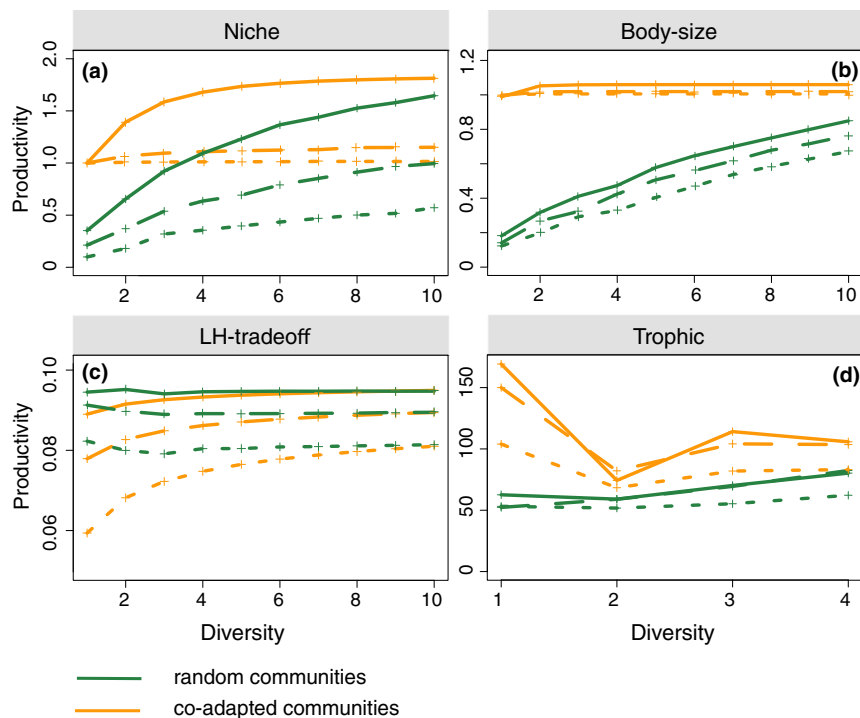 Niche
Body-size
(a)
(b)
Productivity
0
0.5
1.0
1.5
2.0
2
4
6
8
10
0
0.4
0.8
1.2
2
4
6
8
10
LH-tradeoff
Trophic
(c)
(d)
Productivity
0.06
0.08
0.10
2
4
6
8
10
0
50
100
150
1
2
3
4
Diversity
Diversity
random communities
co-adapted communities